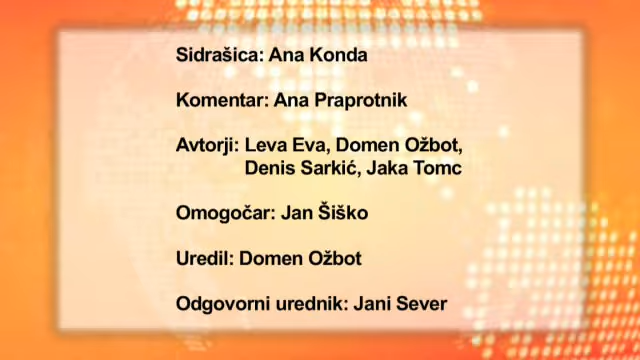 Sidrašica: Ana Konda
Komentar: Ana Praprotnik
Avtorji: Leva Eva, Domen Ožbot,
Denis Sarkić, Jaka Tomc
Omogočar: Jan Šiško
Uredil: Domen Ožbot
Odgovorni urednik: Jani Sever